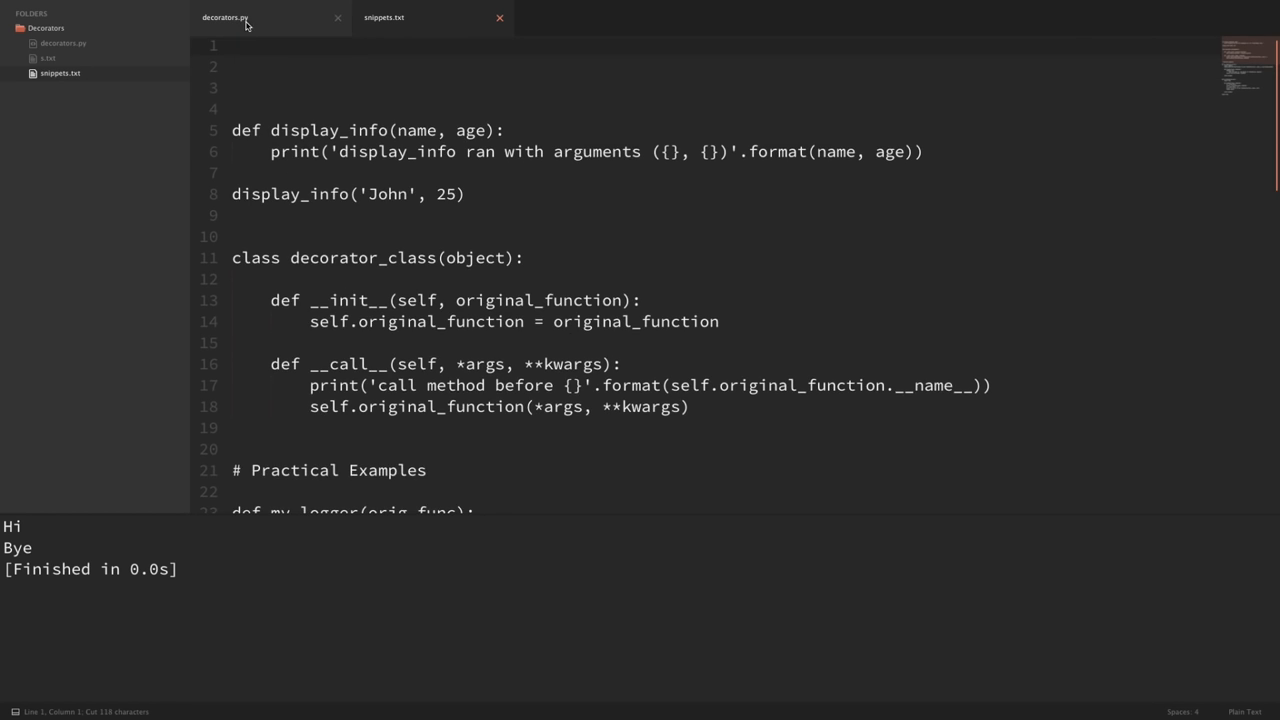 FOLDERS
Decorators
decorators.py
s.txt
snippets.txt
decorators.py
snippets.txt
1
2
3
4
5 def display_info(name, age):
6     print('display_info ran with arguments ({}, {})'.format(name, age))
7
8 display_info('John', 25)
9
10
11 class decorator_class(object):
12
13     def __init__(self, original_function):
14         self.original_function = original_function
15
16     def __call__(self, *args, **kwargs):
17         print('call method before {}'.format(self.original_function.__name__))
18         self.original_function(*args, **kwargs)
19
20
21 # Practical Examples
22
23 def my_logger(orig_func):
Hi
Bye
[Finished in 0.0s]
Line 1, Column 1; Cut 118 characters
Spaces: 4
Plain Text